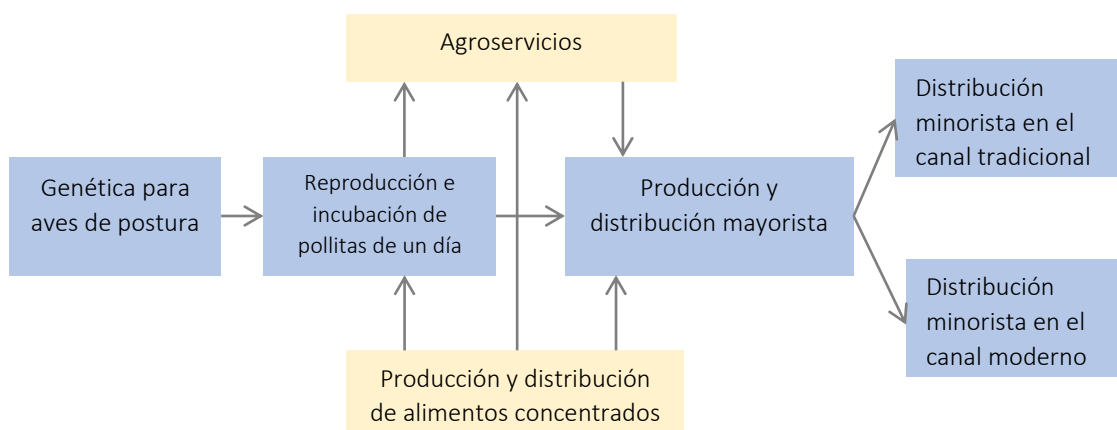 Agroservicios
Genética para
aves de postura
Reproducción e
incubación de
pollitas de un día
Producción y
distribución mayorista
Distribución
minorista en el
canal tradicional
Distribución
minorista en el
canal moderno
Producción y distribución
de alimentos concentrados